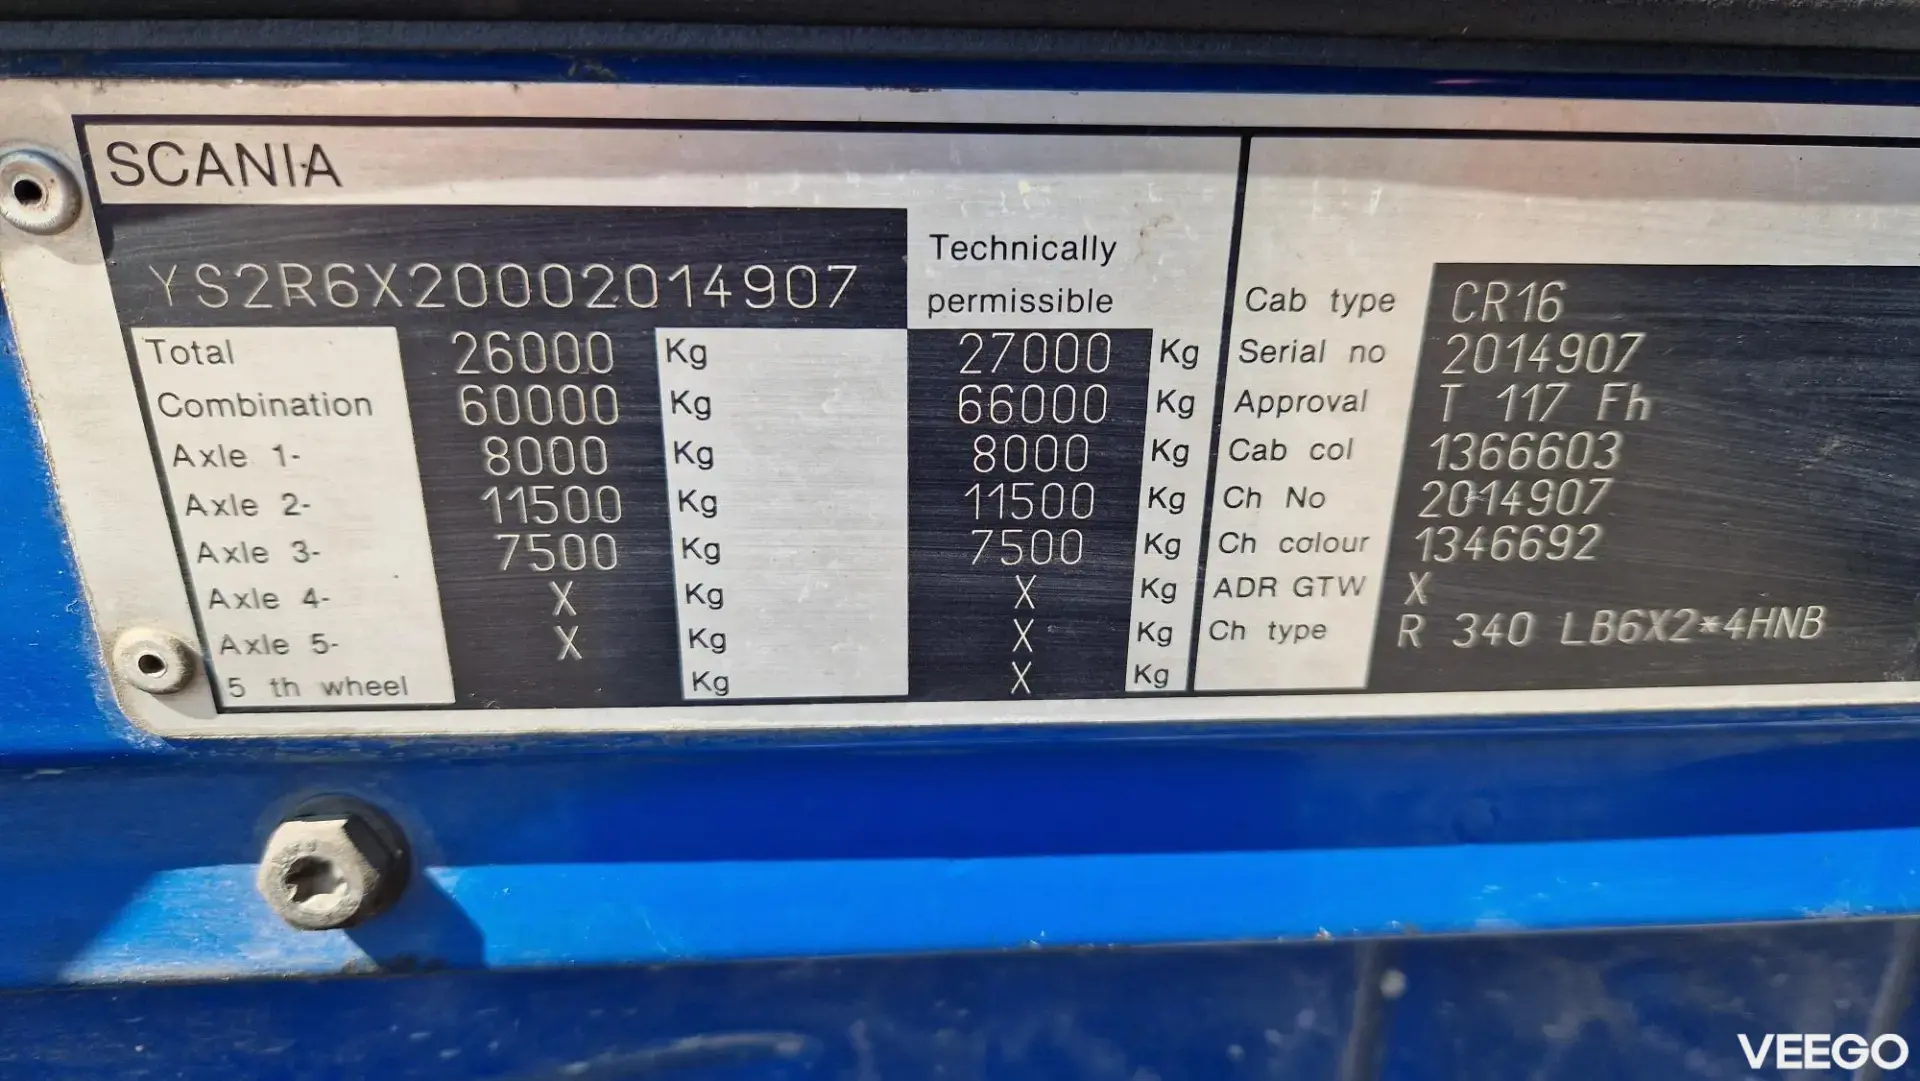 SCANIA
YS2R6X20002014907
Technically
permissible
Total 26000 Kg 27000 Kg
Combination 60000 Kg 66000 Kg
Axle 1- 8000 Kg 8000 Kg
Axle 2- 11500 Kg 11500 Kg
Axle 3- 7500 Kg 7500 Kg
Axle 4- X Kg X Kg
Axle 5- X Kg X Kg
5 th wheel Kg X Kg
Cab type CR16
Serial no 2014907
Approval T 117 Fh
Cab col 1366603
Ch No 2014907
Ch colour 1346692
ADR GTW X
Ch type R 340 LB6X2*4HNB
VEEGO